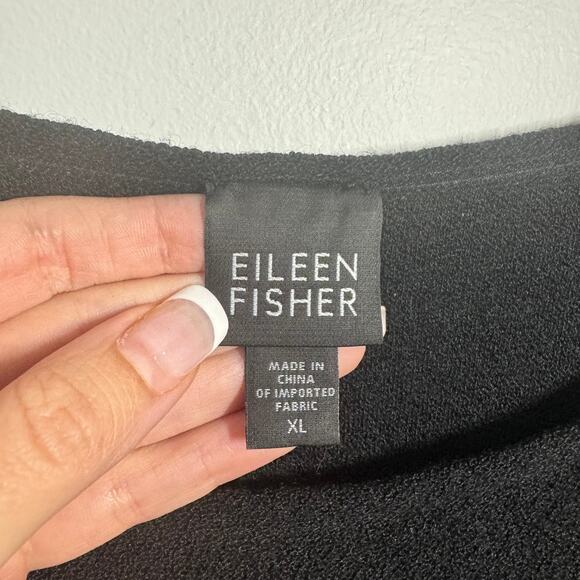 EILEEN
FISHER
MADE IN
CHINA
OF IMPORTED
FABRIC
XL